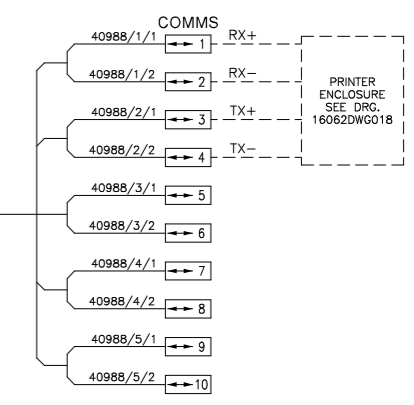 COMMS
40988/1/1 1 RX+
40988/1/2 2 RX-
40988/2/1 3 TX+
40988/2/2 4 TX-
PRINTER
ENCLOSURE
SEE DRG.
16062DWG018
40988/3/1 5
40988/3/2 6
40988/4/1 7
40988/4/2 8
40988/5/1 9
40988/5/2 10